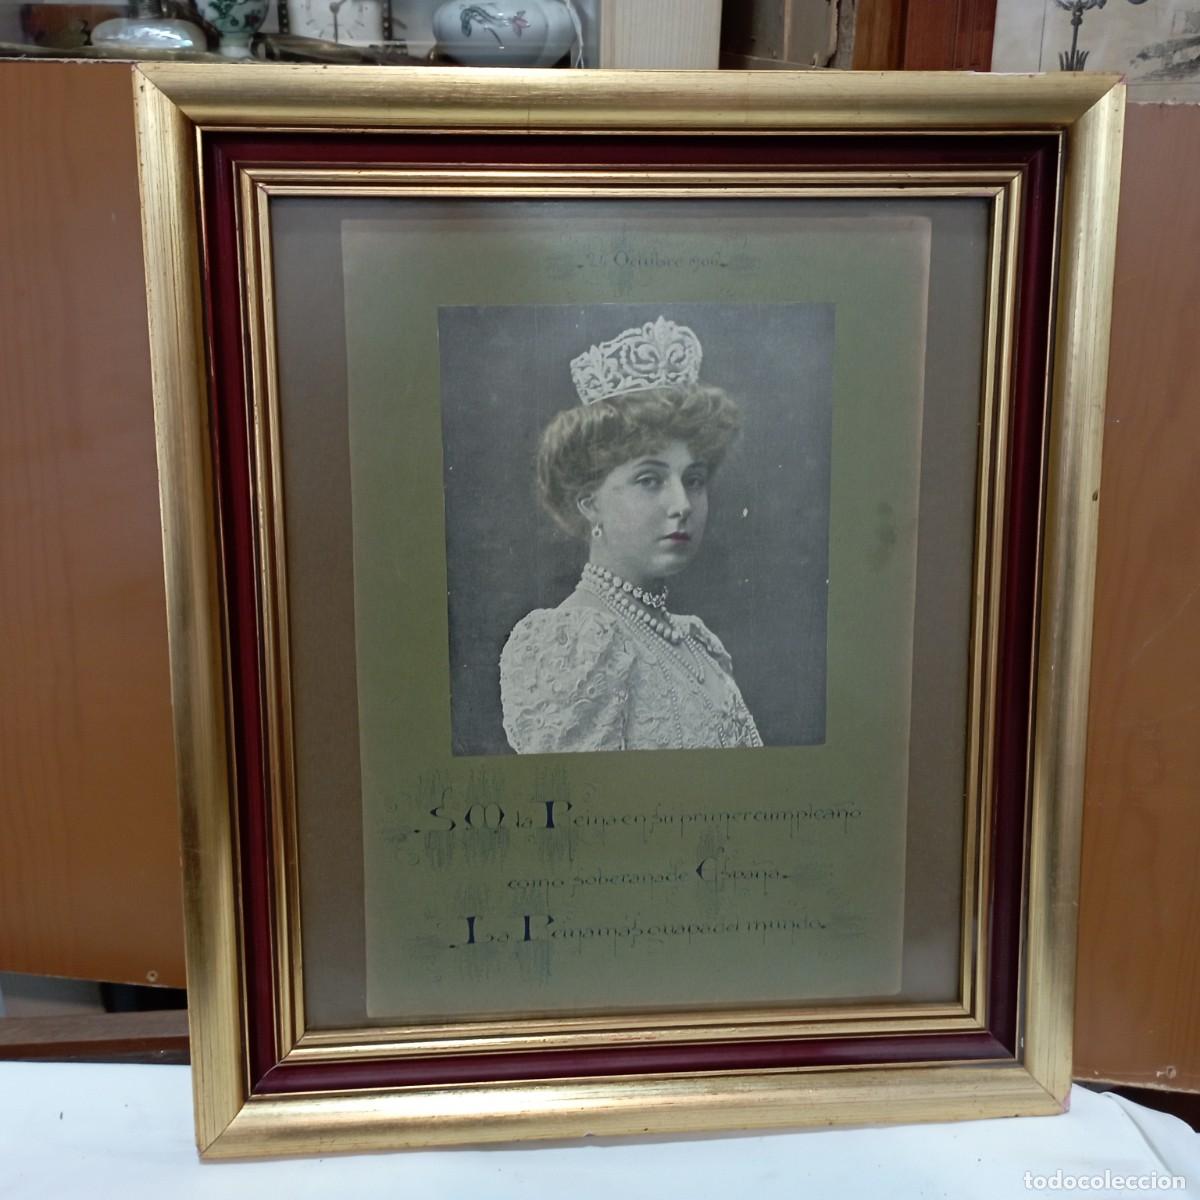 24 Octubre 1906
S M la Reina en su primer cumpleaño
como soberana de España.
La Reina mas guapa del mundo.
todocoleccion